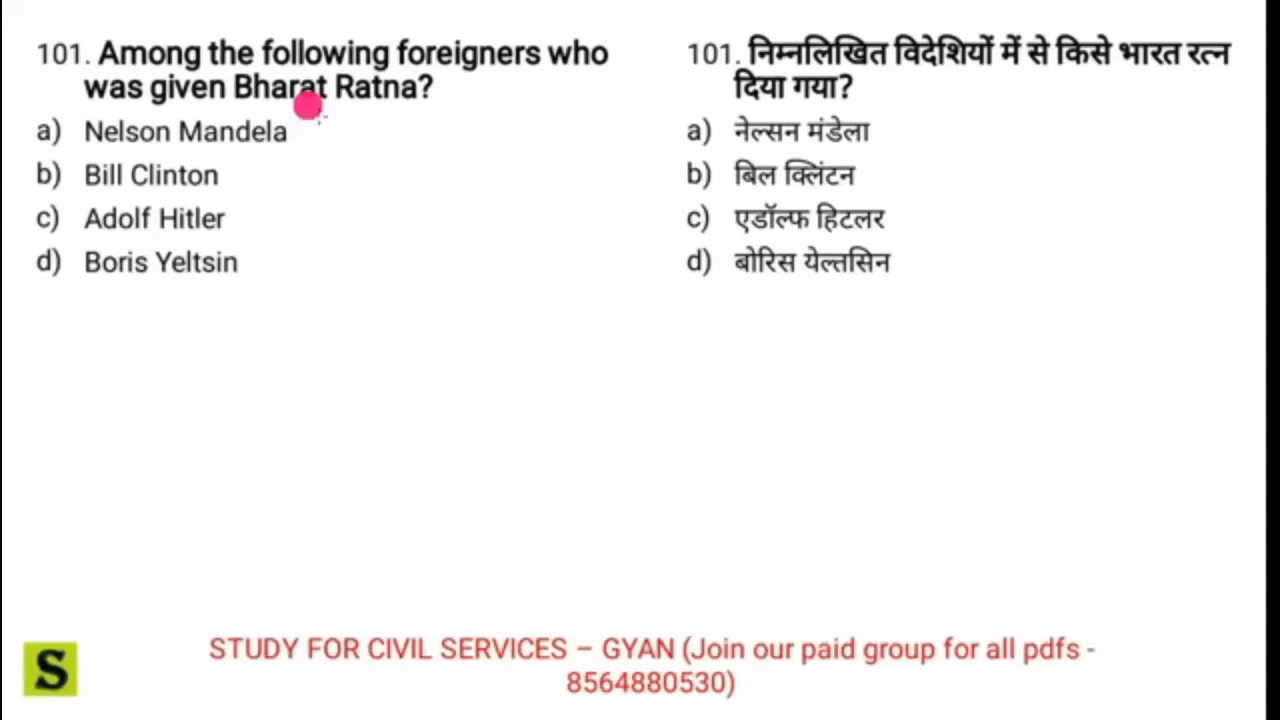 101. Among the following foreigners who
was given Bharat Ratna?
a) Nelson Mandela
b) Bill Clinton
c) Adolf Hitler
d) Boris Yeltsin
101. निम्नलिखित विदेशियों में से किसे भारत रत्न
दिया गया?
a) नेल्सन मंडेला
b) बिल क्लिंटन
c) एडॉल्फ हिटलर
d) बोरिस येल्तसिन
S
STUDY FOR CIVIL SERVICES – GYAN (Join our paid group for all pdfs -
8564880530)